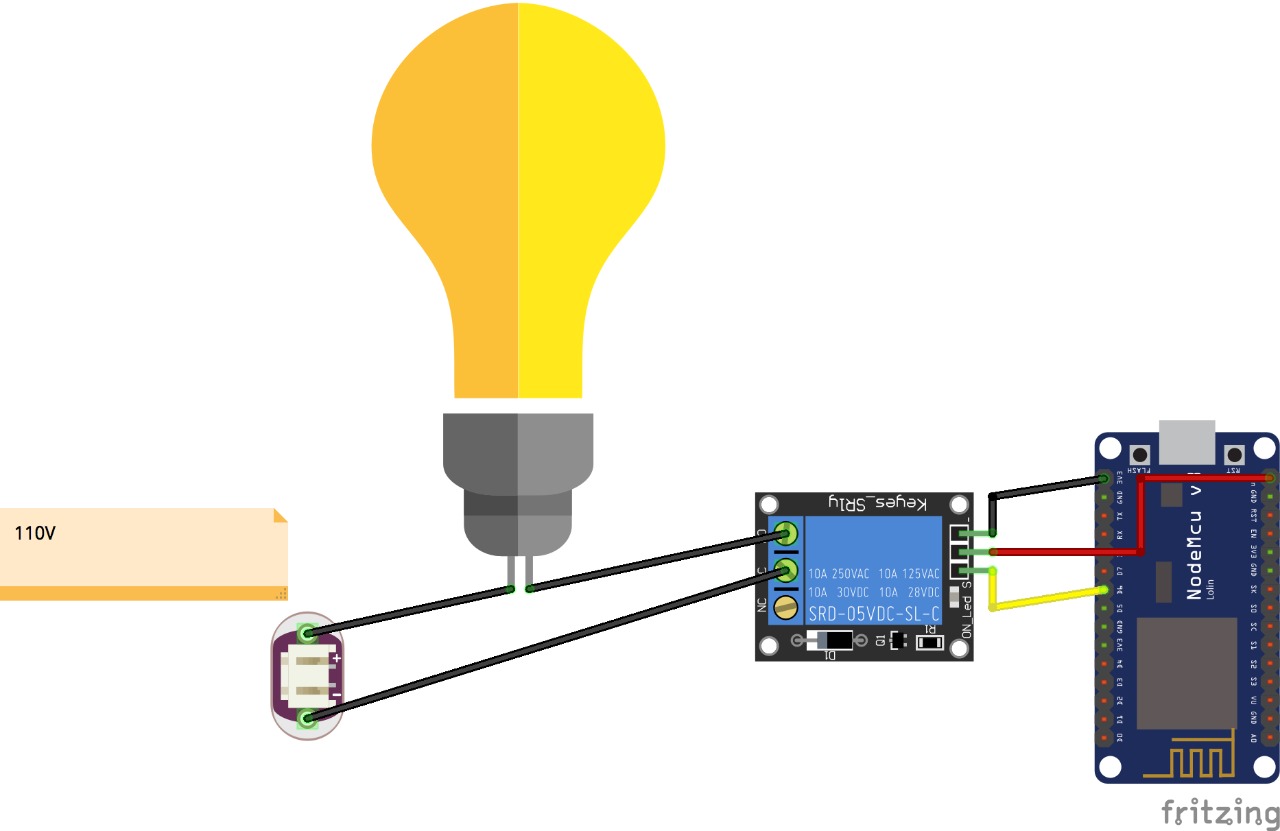 110V
Keyes_SRly
NO
C
NC
10A 250VAC 10A 125VAC
10A 30VDC 10A 28VDC
SRD-05VDC-SL-C
D1
Q1
R1
ON_Led
S
-
+
-
FLASH
RST
3V3
GND
TX
RX
D7
D6
D5
GND
3V3
D4
D3
D2
D1
D0
NodeMcu v
Lolin
GND
RST
EN
3V3
GND
SK
SO
SC
S1
S2
S3
VU
GND
A0
fritzing